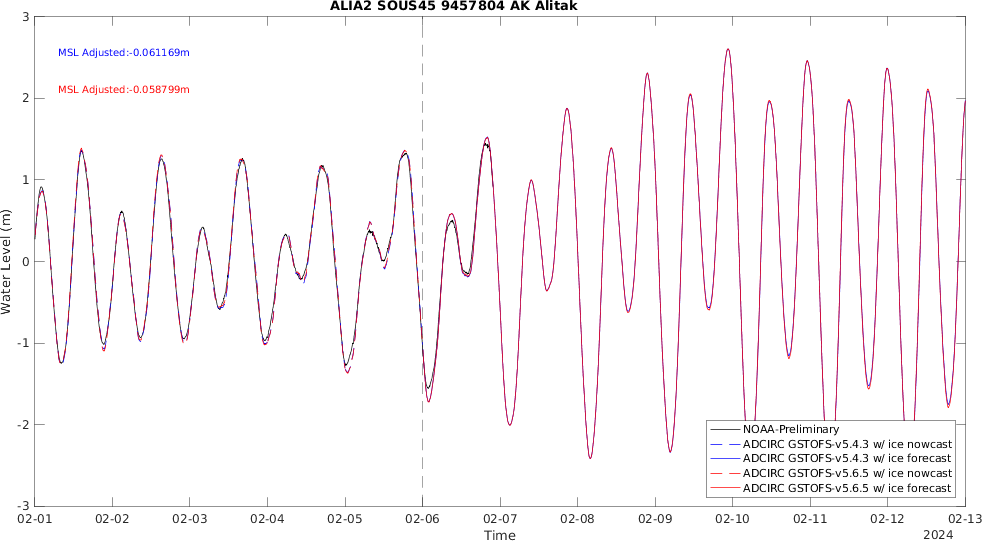 ALIA2 SOUS45 9457804 AK Alitak
MSL Adjusted:-0.061169m
MSL Adjusted:-0.058799m
Water Level (m)
3
2
1
0
-1
-2
-3
NOAA-Preliminary
ADCIRC GSTOFS-v5.4.3 w/ ice nowcast
ADCIRC GSTOFS-v5.4.3 w/ ice forecast
ADCIRC GSTOFS-v5.6.5 w/ ice nowcast
ADCIRC GSTOFS-v5.6.5 w/ ice forecast
02-01 02-02 02-03 02-04 02-05 02-06 02-07 02-08 02-09 02-10 02-11 02-12 02-13
Time
2024